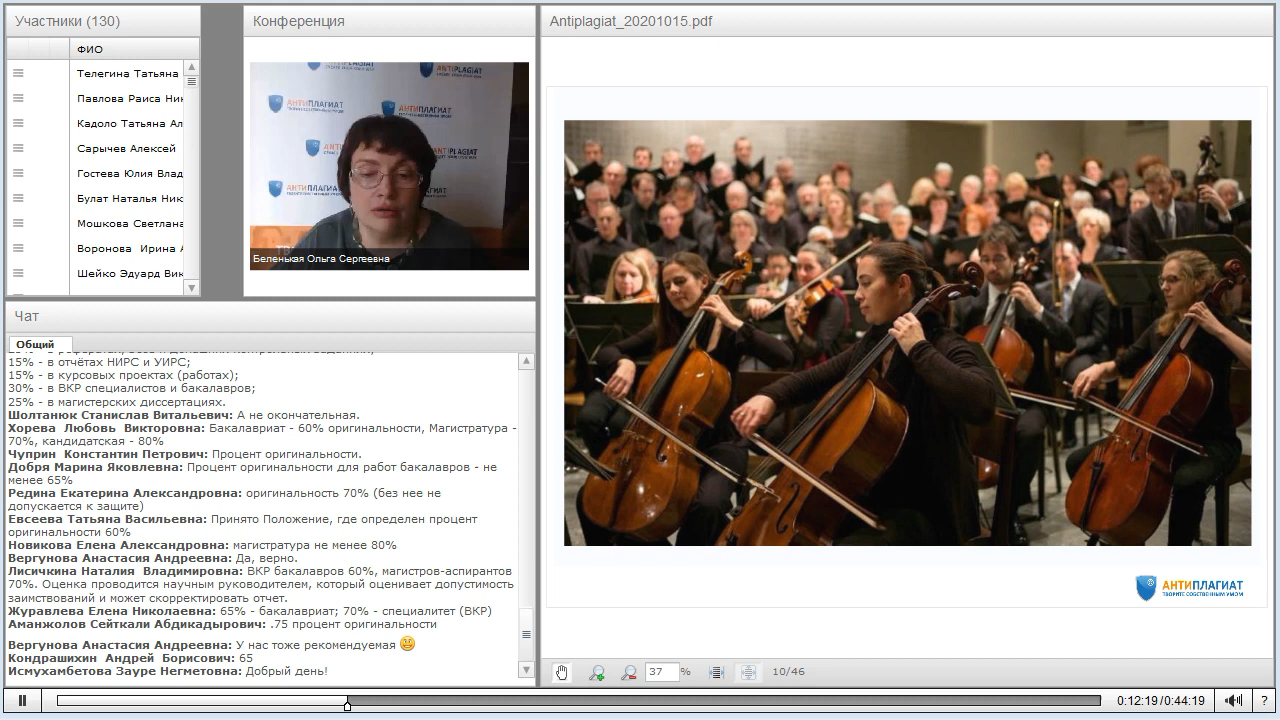 Участники (130)
ФИО
Телегина Татьяна
Павлова Раиса Ник
Кадоло Татьяна Ал
Сарычев Алексей
Гостева Юлия Влад
Булат Наталья Ник
Мошкова Светлана
Воронова Ирина А
Шейко Эдуард Вик
Конференция
АНТИПЛАГИАТ
Беленькая Ольга Сергеевна
Чат
Общий
15% - в отчётах НИРС и УИРС;
15% - в курсовых проектах (работах);
30% - в ВКР специалистов и бакалавров;
25% - в магистерских диссертациях.
Шолтанюк Станислав Витальевич: А не окончательная.
Хорева Любовь Викторовна: Бакалавриат - 60% оригинальности, Магистратура -
70%, кандидатская - 80%
Чуприн Константин Петрович: Процент оригинальности.
Добря Марина Яковлевна: Процент оригинальности для работ бакалавров - не
менее 65%
Редина Екатерина Александровна: оригинальность 70% (без нее не
допускается к защите)
Евсеева Татьяна Васильевна: Принято Положение, где определен процент
оригинальности 60%
Новикова Елена Александровна: магистратура не менее 80%
Вергунова Анастасия Андреевна: Да, верно.
Лисичкина Наталия Владимировна: ВКР бакалавров 60%, магистров-аспирантов
70%. Оценка проводится научным руководителем, который оценивает допустимость
заимствований и может скорректировать отчет.
Журавлева Елена Николаевна: 65% - бакалавриат; 70% - специалитет (ВКР)
Аманжолов Сейткали Абдикадырович: .75 процент оригинальности
Вергунова Анастасия Андреевна: У нас тоже рекомендуемая
Кондрашихин Андрей Борисович: 65
Исмухамбетова Зауре Негметовна: Добрый день!
Antiplagiat_20201015.pdf
АНТИПЛАГИАТ
ТВОРИТЕ СОБСТВЕННЫМ УМОМ
37 %
10/46
0:12:19/0:44:19
?